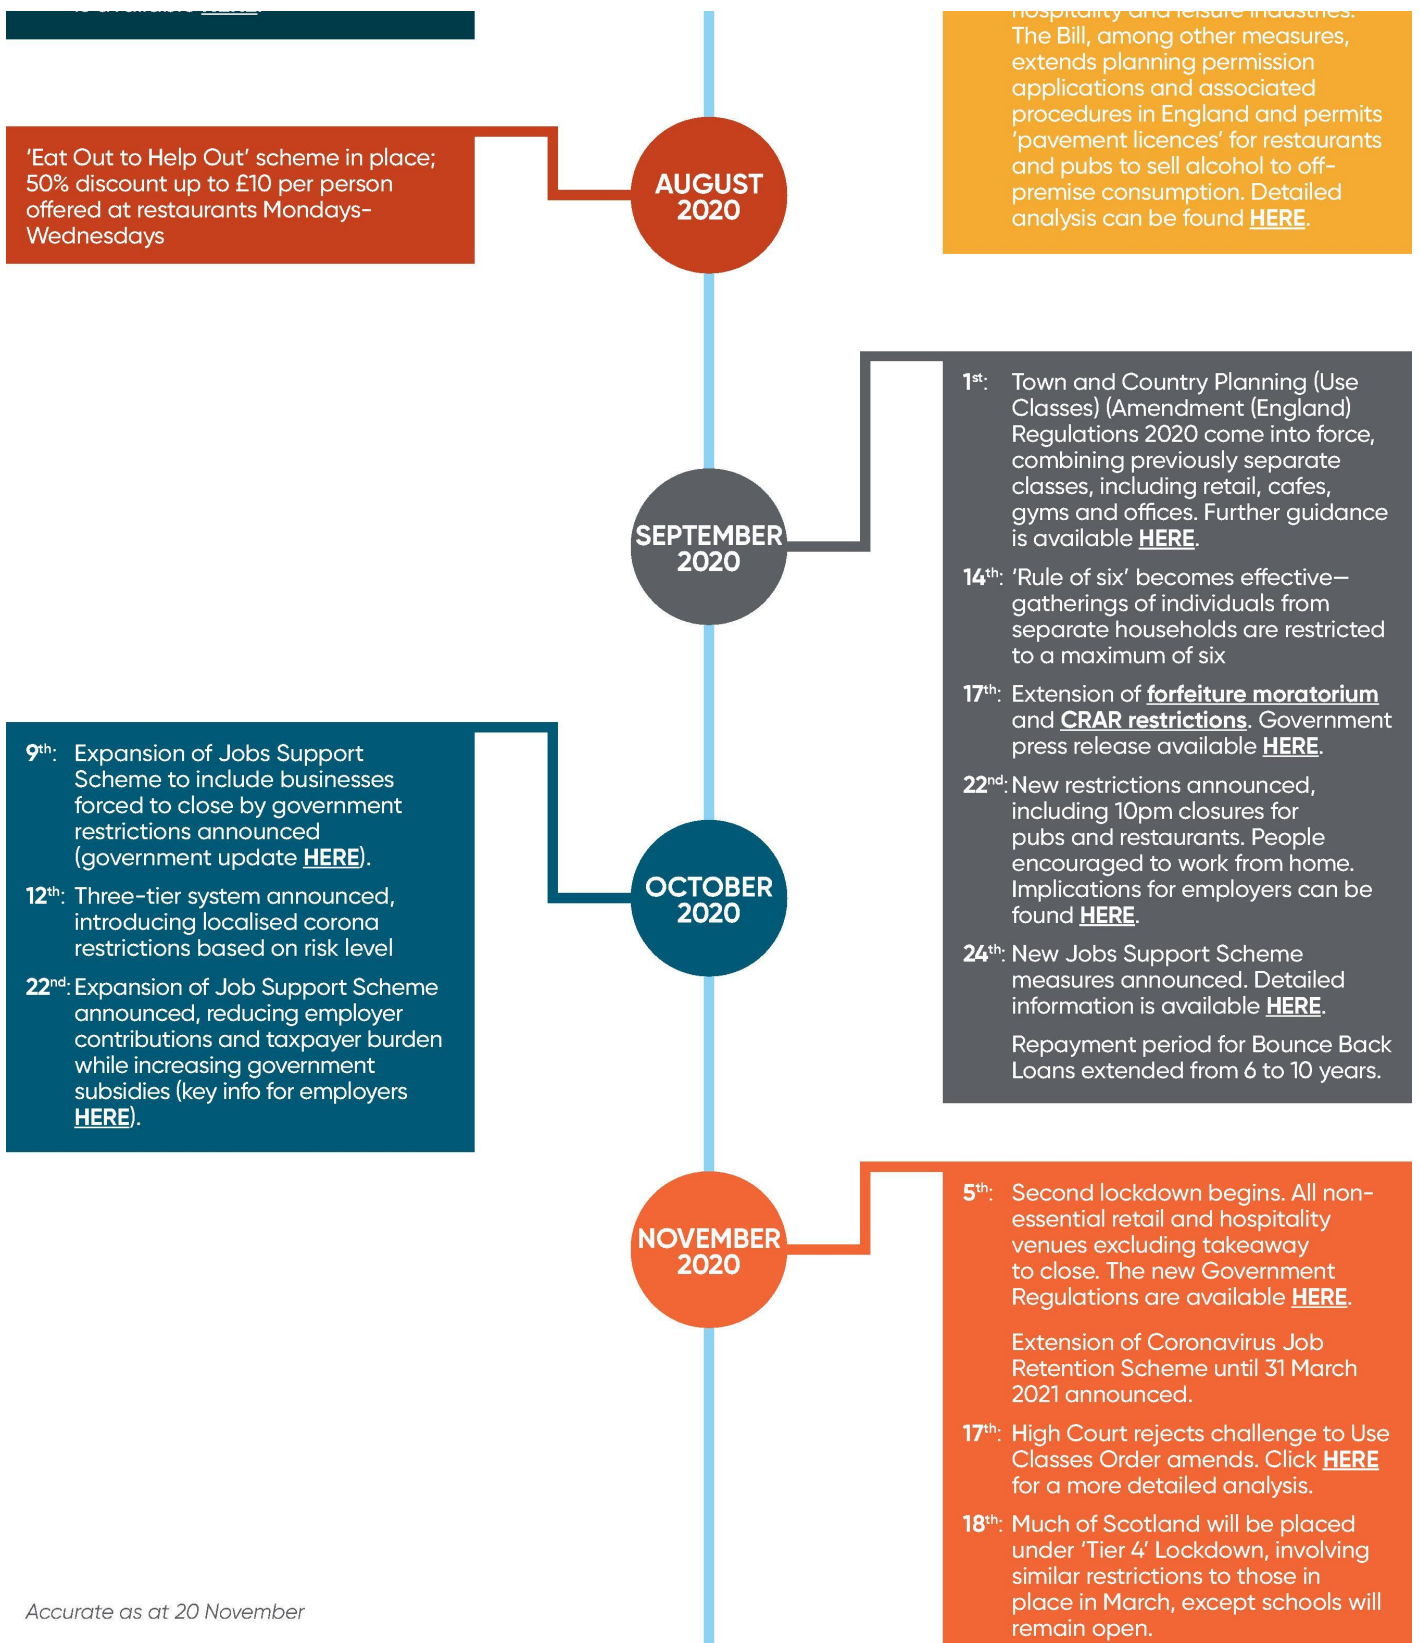 The Bill, among other measures,
extends planning permission
applications and associated
procedures in England and permits
‘pavement licences’ for restaurants
and pubs to sell alcohol to off-
premise consumption. Detailed
analysis can be found HERE.
AUGUST
2020
‘Eat Out to Help Out’ scheme in place;
50% discount up to £10 per person
offered at restaurants Mondays-
Wednesdays
SEPTEMBER
2020
1st: Town and Country Planning (Use
Classes) (Amendment (England)
Regulations 2020 come into force,
combining previously separate
classes, including retail, cafes,
gyms and offices. Further guidance
is available HERE.
14th: ‘Rule of six’ becomes effective—
gatherings of individuals from
separate households are restricted
to a maximum of six
17th: Extension of forfeiture moratorium
and CRAR restrictions. Government
press release available HERE.
22nd: New restrictions announced,
including 10pm closures for
pubs and restaurants. People
encouraged to work from home.
Implications for employers can be
found HERE.
24th: New Jobs Support Scheme
measures announced. Detailed
information is available HERE.
Repayment period for Bounce Back
Loans extended from 6 to 10 years.
OCTOBER
2020
9th: Expansion of Jobs Support
Scheme to include businesses
forced to close by government
restrictions announced
(government update HERE).
12th: Three-tier system announced,
introducing localised corona
restrictions based on risk level
22nd: Expansion of Job Support Scheme
announced, reducing employer
contributions and taxpayer burden
while increasing government
subsidies (key info for employers
HERE).
NOVEMBER
2020
5th: Second lockdown begins. All non-
essential retail and hospitality
venues excluding takeaway
to close. The new Government
Regulations are available HERE.
Extension of Coronavirus Job
Retention Scheme until 31 March
2021 announced.
17th: High Court rejects challenge to Use
Classes Order amends. Click HERE
for a more detailed analysis.
18th: Much of Scotland will be placed
under ‘Tier 4’ Lockdown, involving
similar restrictions to those in
place in March, except schools will
remain open.
Accurate as at 20 November